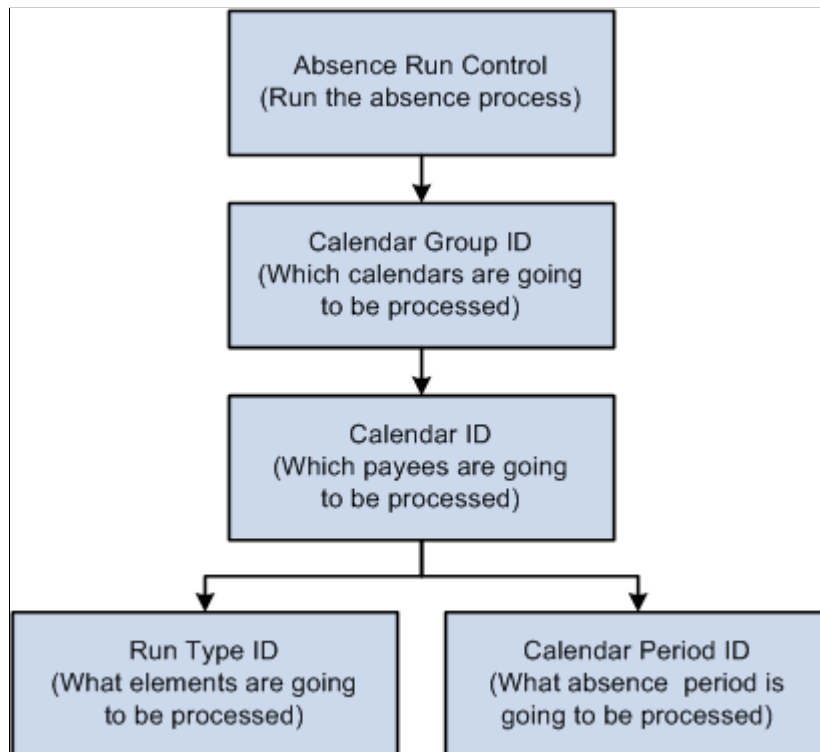 Absence Run Control
(Run the absence process)
Calendar Group ID
(Which calendars are going
to be processed)
Calendar ID
(Which payees are going
to be processed)
Run Type ID
(What elements are going
to be processed)
Calendar Period ID
(What absence period is
going to be processed)